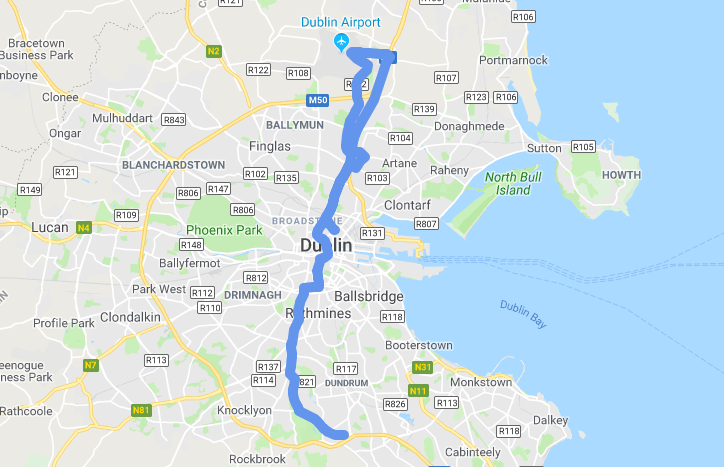 R121
Malahide
R106
Dublin Airport
Bracetown
Business Park
N2
Portmarnock
nboyne
R122
R108
R107
Clonee
M50
R123
R106
Mulhuddart
R843
R139
BALLYMUN
Donaghmede
Ongar
R104
Finglas
Sutton
R105
BLANCHARDSTOWN
Artane
R121
R102
R135
R103
Raheny
HOWTH
North Bull
Island
R149
R806
R147
Clontarf
R806
R109
BROADSTONE
R807
Lucan
N4
Phoenix Park
R131
R148
Dublin
Ballyfermot
R812
Park West
R112
DRIMNAGH
Ballsbridge
R110
Rathmines
Clondalkin
R118
Dublin Bay
Profile Park
Booterstown
R113
eenogue
ness Park
N7
R137
R117
N31
R114
R821
DUNDRUM
Monkstown
N11
Rathcoole
N81
Knocklyon
R826
R113
Dalkey
R118
Cabinteely
Rockbrook